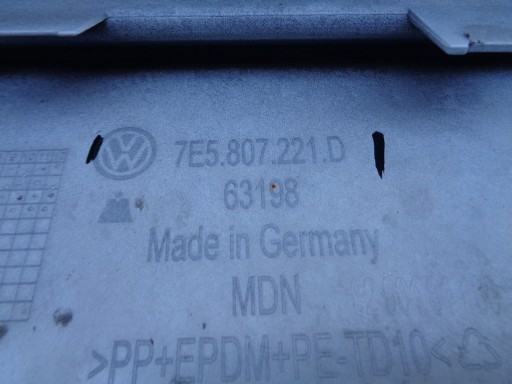 7E5.807.221.D
63198
Made in Germany
MDN
>PP+EPDM+PE-TD10<